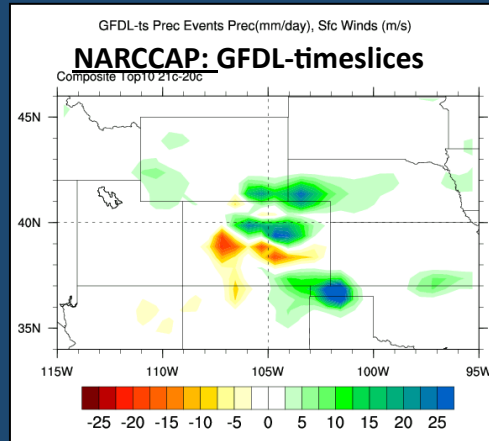 GFDL-ts Prec Events Prec(mm/day), Sfc Winds (m/s)
NARCCAP: GFDL-timeslices
Composite Top10 21c-20c
45N
40N
35N
115W 110W 105W 100W 95W
-25 -20 -15 -10 -5 0 5 10 15 20 25